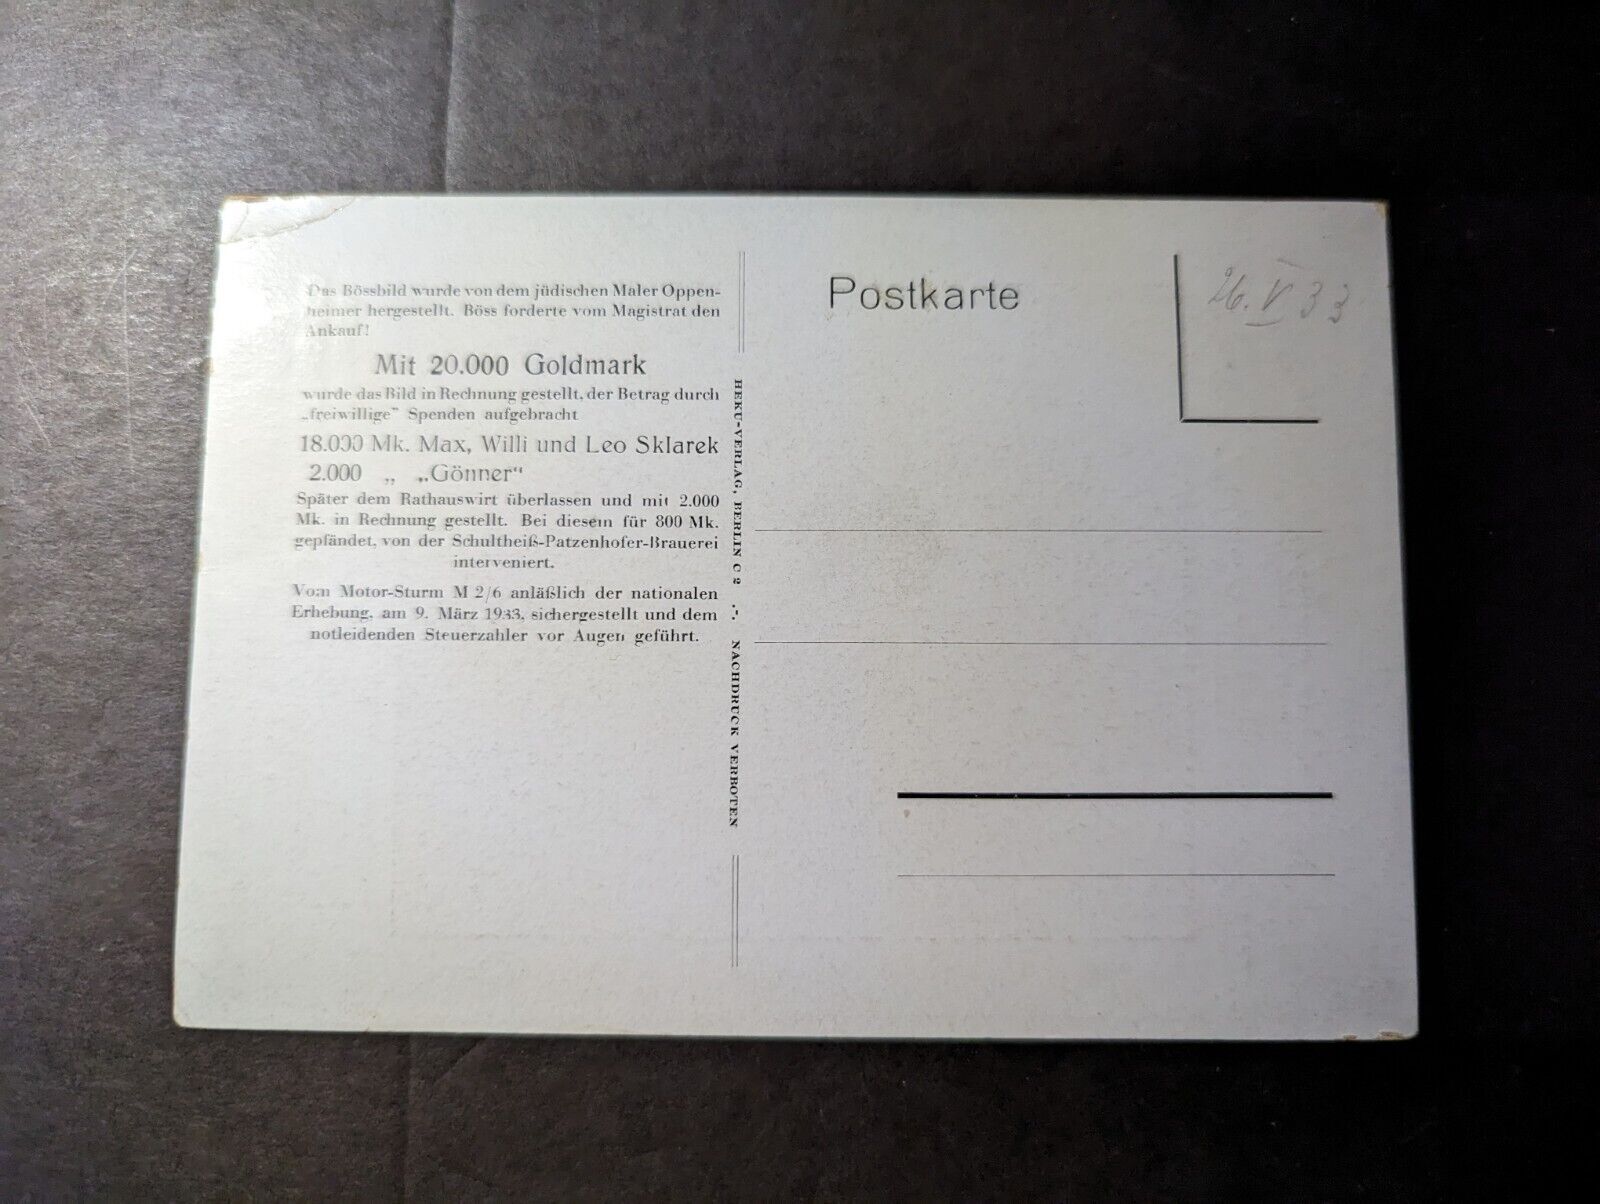 Das Bössbild wurde von dem jüdischen Maler Oppen-
heimer hergestellt. Böss forderte vom Magistrat den
Ankauf!
Mit 20.000 Goldmark
wurde das Bild in Rechnung gestellt, der Betrag durch
„freiwillige" Spenden aufgebracht
18.000 Mk. Max, Willi und Leo Sklarek
2.000 „ „Gönner"
Später dem Rathauswirt überlassen und mit 2.000
Mk. in Rechnung gestellt. Bei diesem für 800 Mk.
gepfändet, von der Schultheiß-Patzenhofer-Brauerei
interveniert.
Vom Motor-Sturm M 2/6 anläßlich der nationalen
Erhebung, am 9. März 1933, sichergestellt und dem
notleidenden Steuerzahler vor Augen geführt.
HEKU-VERLAG, BERLIN C 2 ∴ NACHDRUCK VERBOTEN
Postkarte
26. V 33